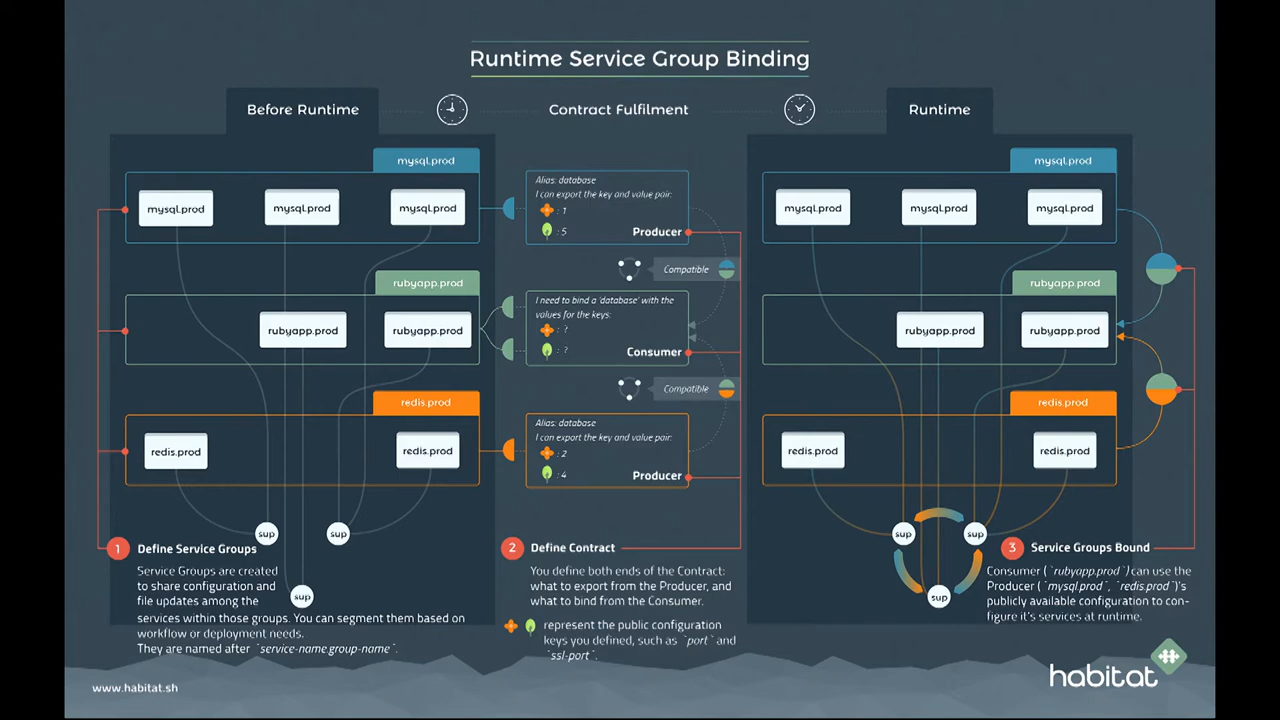 Runtime Service Group Binding
Before Runtime
Contract Fulfilment
Runtime
mysql.prod
mysql.prod
mysql.prod
mysql.prod
rubyapp.prod
rubyapp.prod
rubyapp.prod
redis.prod
redis.prod
redis.prod
sup
sup
sup
1 Define Service Groups
Service Groups are created
to share configuration and
file updates among the
services within those groups. You can segment them based on
workflow or deployment needs.
They are named after `service-name.group-name`.
Alias: database
I can export the key and value pair:
: 1
: 5
Producer
Compatible
I need to bind a 'database' with the
values for the keys:
: ?
: ?
Consumer
Compatible
Alias: database
I can export the key and value pair:
: 2
: 4
Producer
2 Define Contract
You define both ends of the Contract:
what to export from the Producer, and
what to bind from the Consumer.
represent the public configuration
keys you defined, such as `port` and
`ssl-port`.
mysql.prod
mysql.prod
mysql.prod
mysql.prod
rubyapp.prod
rubyapp.prod
rubyapp.prod
redis.prod
redis.prod
redis.prod
sup
sup
sup
3 Service Groups Bound
Consumer (`rubyapp.prod`) can use the
Producer (`mysql.prod`, `redis.prod`)'s
publicly available configuration to con-
figure it's services at runtime.
www.habitat.sh
habitat